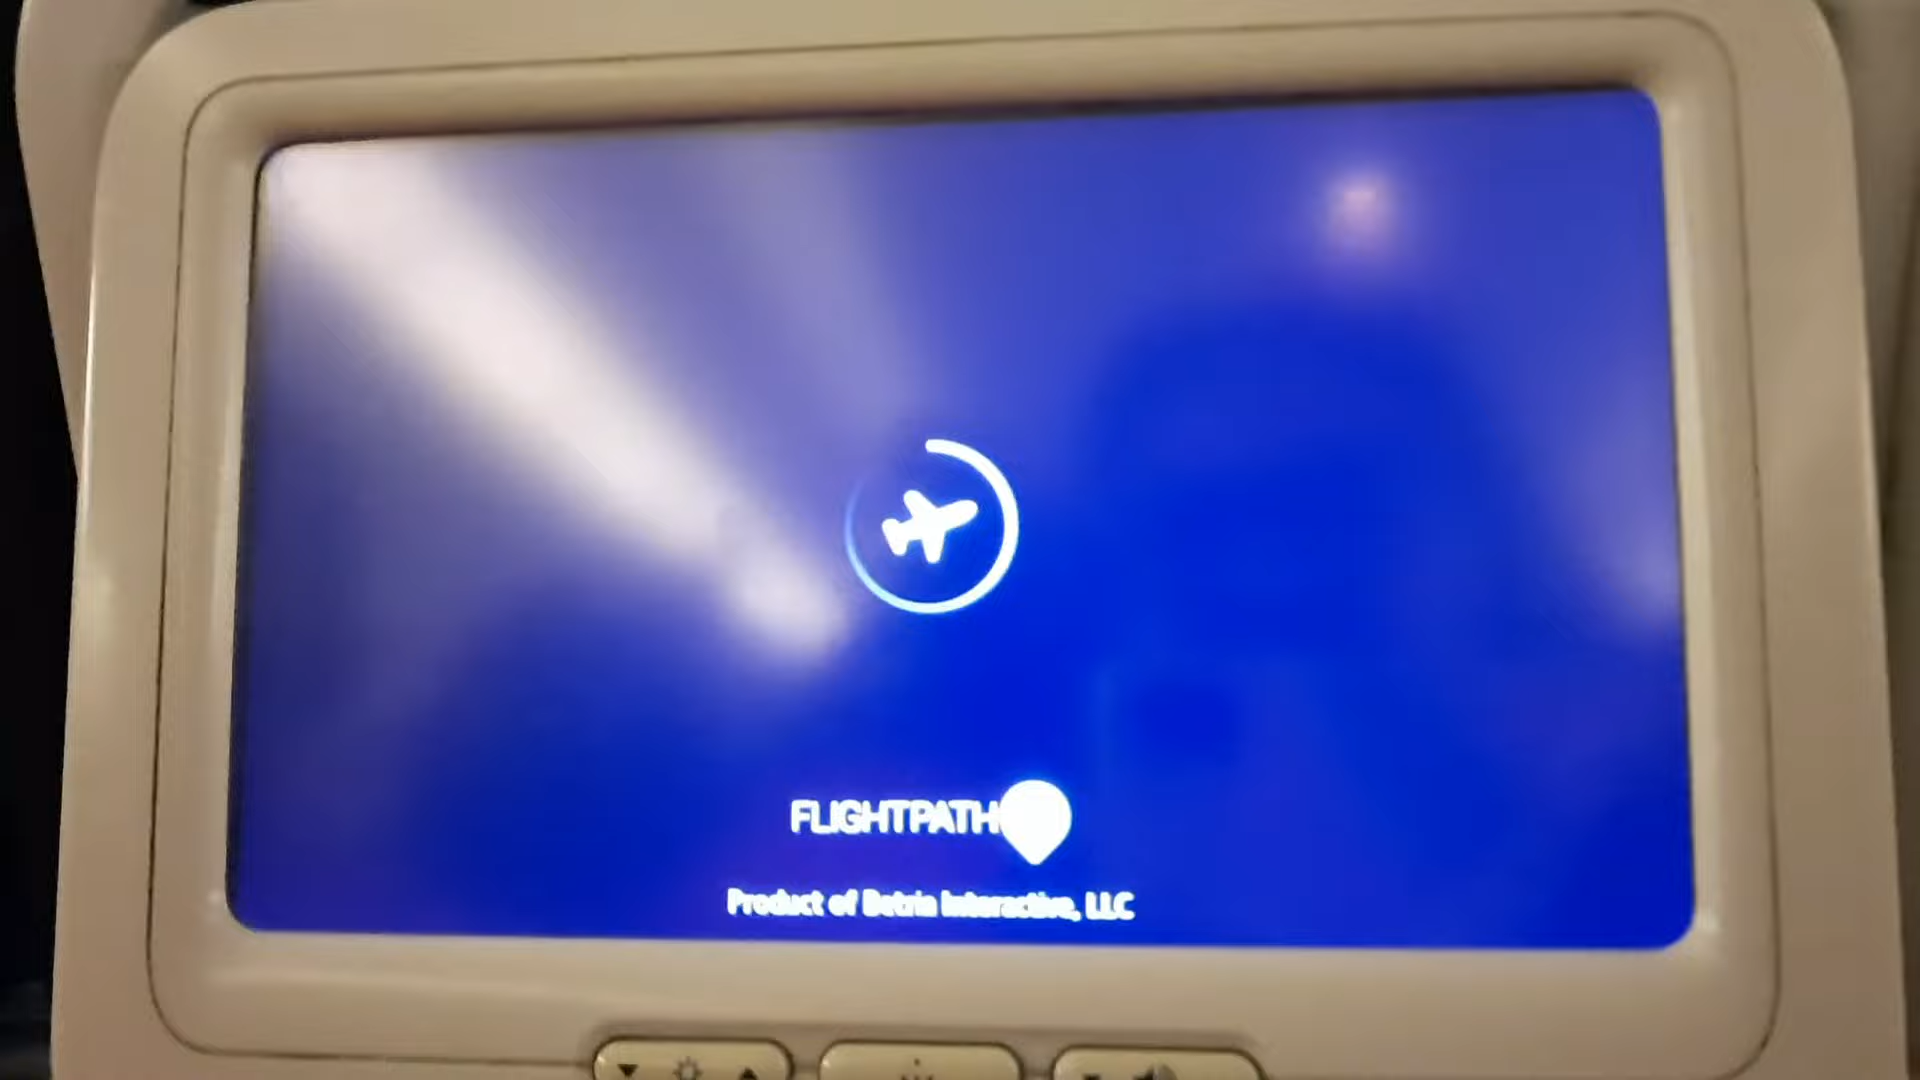 FLIGHTPATH
Product of Betria Interactive, LLC